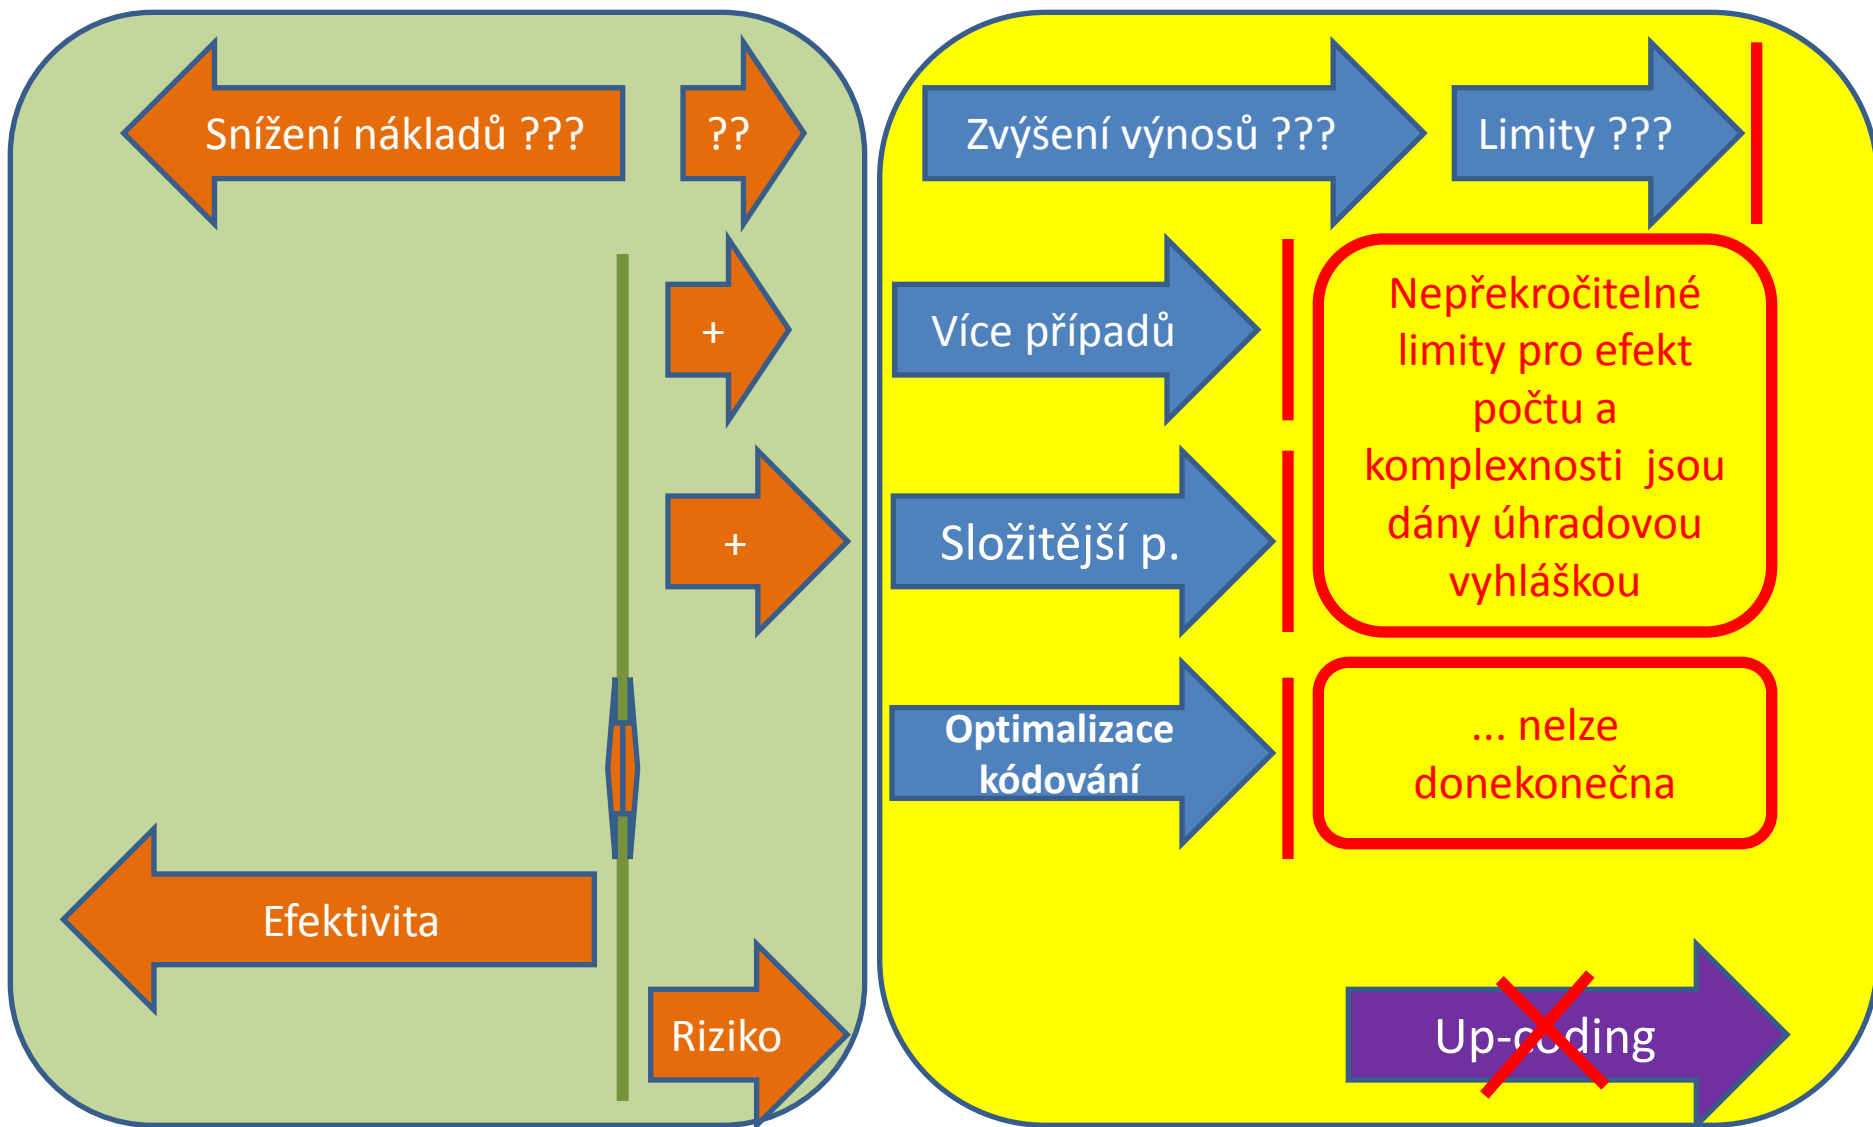 Snížení nákladů ???
??
Zvýšení výnosů ???
Limity ???
+
Více případů
Nepřekročitelné
limity pro efekt
počtu a
komplexnosti jsou
dány úhradovou
vyhláškou
+
Složitější p.
Optimalizace
kódování
... nelze
donekonečna
Efektivita
Riziko
Up-coding